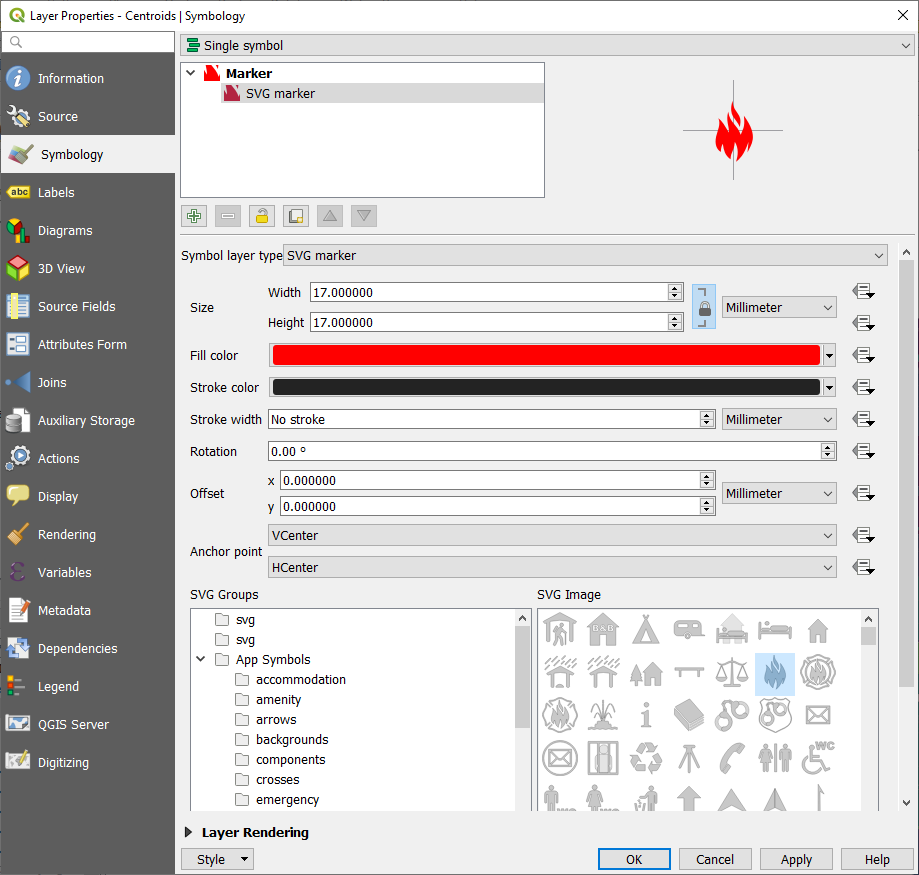 Layer Properties - Centroids | Symbology
Information
Source
Symbology
abc Labels
Diagrams
3D View
Source Fields
Attributes Form
Joins
Auxiliary Storage
Actions
Display
Rendering
Variables
Metadata
Dependencies
Legend
QGIS Server
Digitizing
Single symbol
Marker
SVG marker
Symbol layer type SVG marker
Size
Width 17.000000
Height 17.000000
Millimeter
Fill color
Stroke color
Stroke width No stroke Millimeter
Rotation 0.00 °
Offset
x 0.000000
y 0.000000
Millimeter
Anchor point
VCenter
HCenter
SVG Groups
svg
svg
App Symbols
accommodation
amenity
arrows
backgrounds
components
crosses
emergency
SVG Image
B&B
WC
Layer Rendering
Style
OK Cancel Apply Help